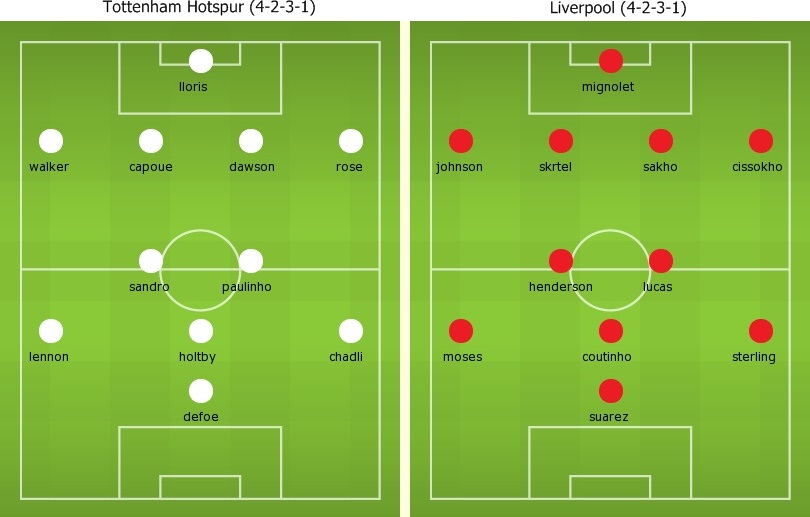 Tottenham Hotspur (4-2-3-1)
lloris
walker capoue dawson rose
sandro paulinho
lennon holtby chadli
defoe
Liverpool (4-2-3-1)
mignolet
johnson skrtel sakho cissokho
henderson lucas
moses coutinho sterling
suarez